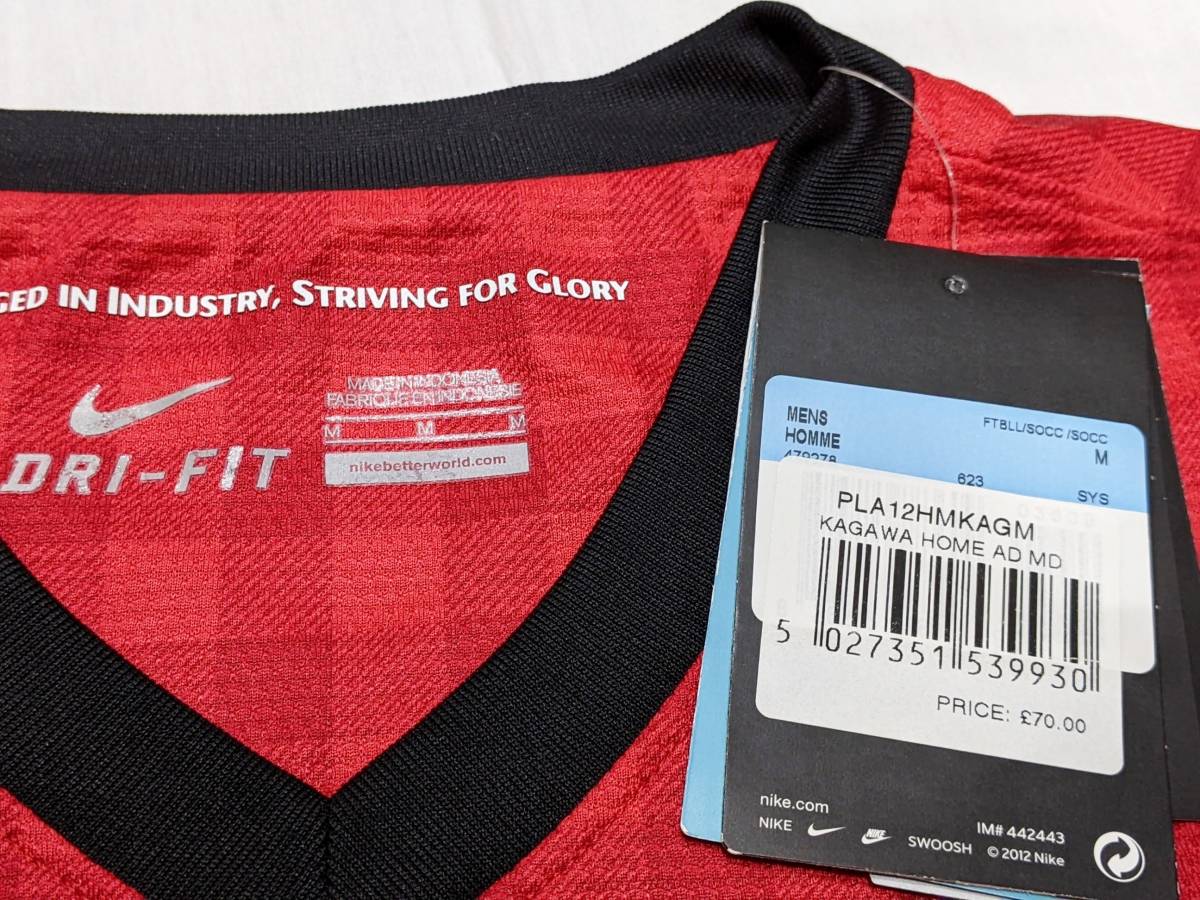 IN INDUSTRY, STRIVING FOR GLORY
DRI-FIT
MADE IN INDONESIA
FABRIQUE EN INDONESIE
M M M
nikebetterworld.com
MENS
HOMME
FTBLL/SOCC /SOCC
M
479278
623
SYS
PLA12HMKAGM
KAGAWA HOME AD MD
5 027351 539930
PRICE: £70.00
nike.com
NIKE NIKE SWOOSH
IM# 442443
© 2012 Nike